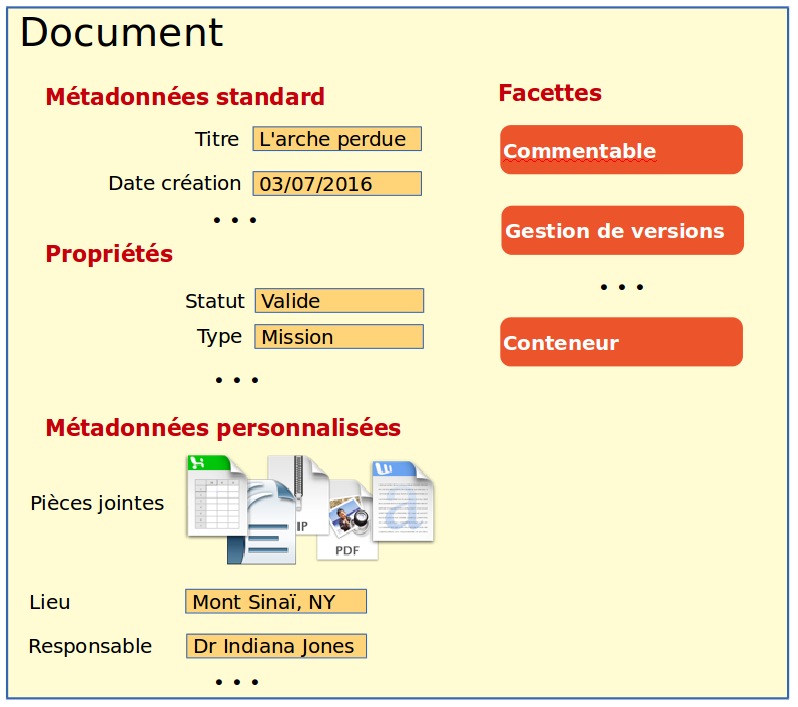 Document
Métadonnées standard
Titre L'arche perdue
Date création 03/07/2016
• • •
Propriétés
Statut Valide
Type Mission
• • •
Métadonnées personnalisées
Pièces jointes
X
IP
PDF
W
a
Lieu Mont Sinaï, NY
Responsable Dr Indiana Jones
• • •
Facettes
Commentable
Gestion de versions
• • •
Conteneur